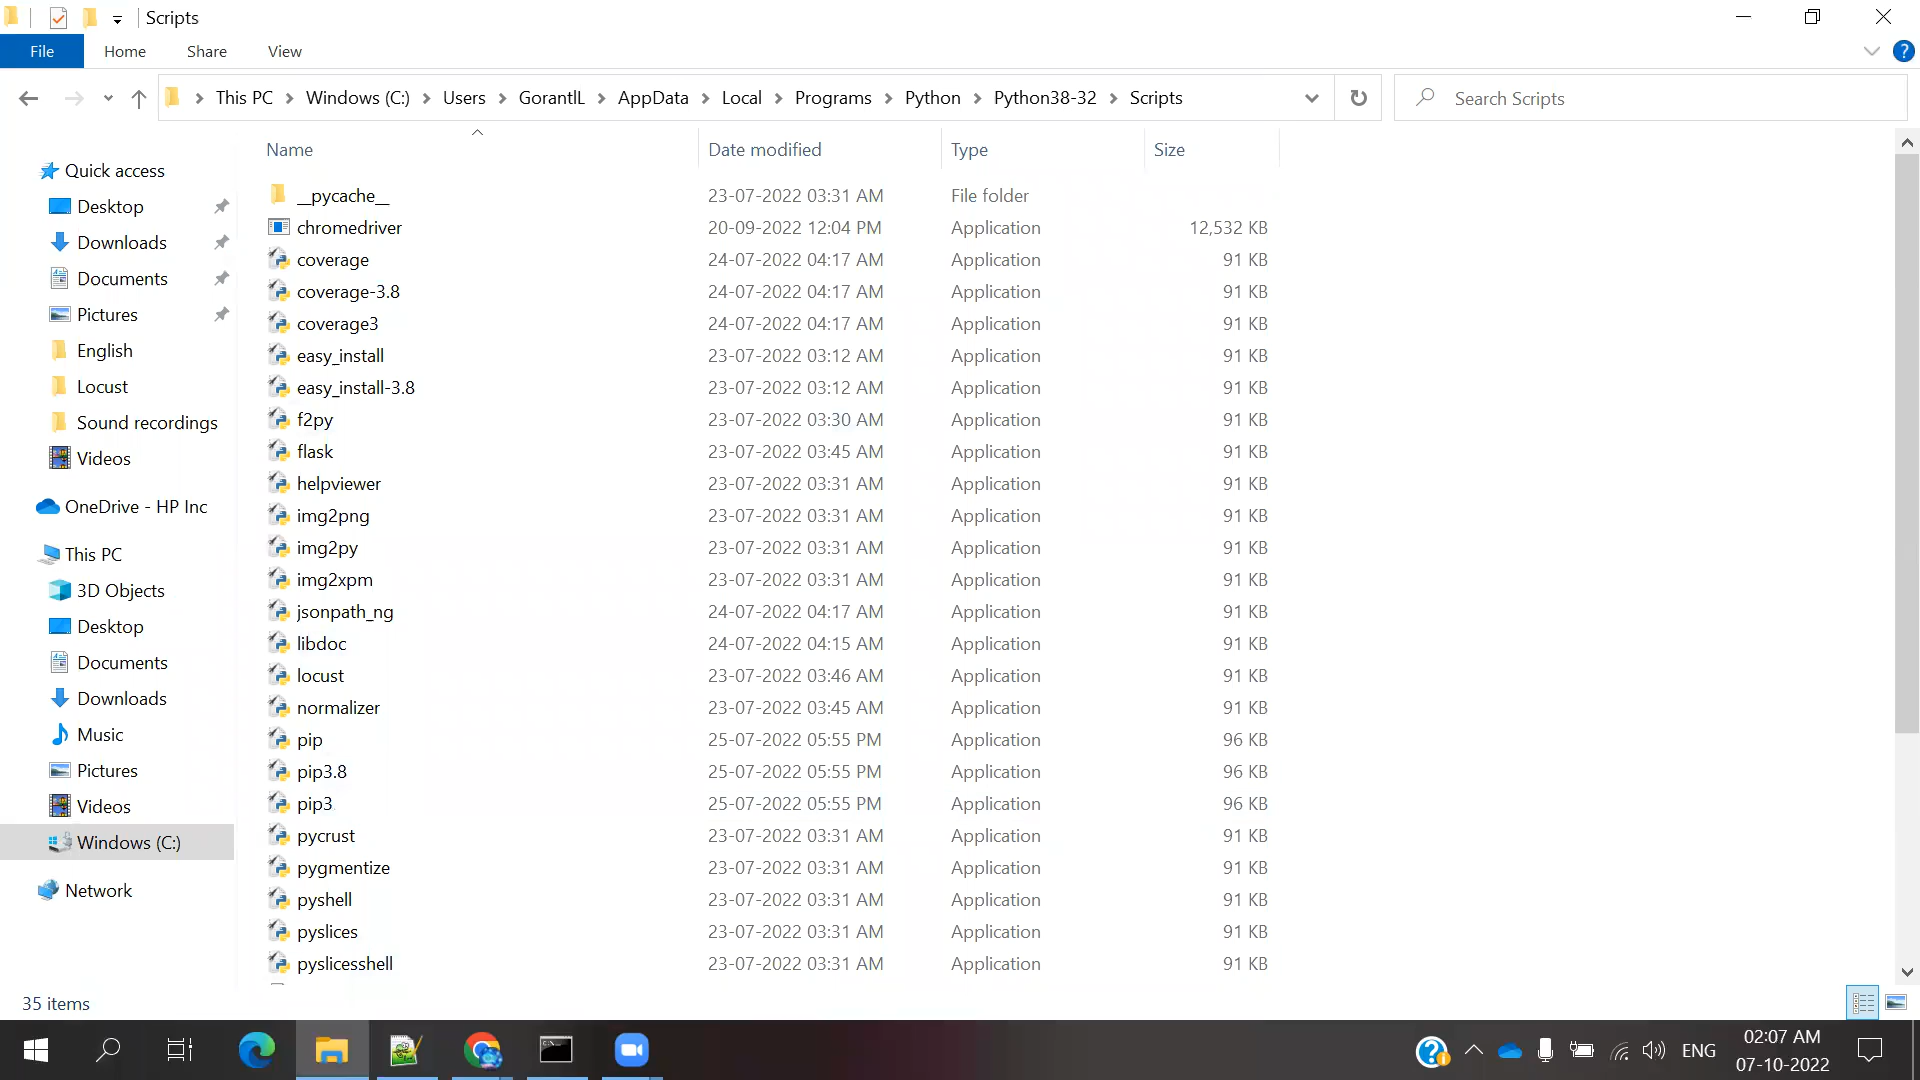 Scripts
File Home Share View
This PC Windows (C:) Users GorantlL AppData Local Programs Python Python38-32 Scripts
Search Scripts
Name Date modified Type Size
Quick access
Desktop
Downloads
Documents
Pictures
English
Locust
Sound recordings
Videos
OneDrive - HP Inc
This PC
3D Objects
Desktop
Documents
Downloads
Music
Pictures
Videos
Windows (C:)
Network
__pycache__ 23-07-2022 03:31 AM File folder
chromedriver 20-09-2022 12:04 PM Application 12,532 KB
coverage 24-07-2022 04:17 AM Application 91 KB
coverage-3.8 24-07-2022 04:17 AM Application 91 KB
coverage3 24-07-2022 04:17 AM Application 91 KB
easy_install 23-07-2022 03:12 AM Application 91 KB
easy_install-3.8 23-07-2022 03:12 AM Application 91 KB
f2py 23-07-2022 03:30 AM Application 91 KB
flask 23-07-2022 03:45 AM Application 91 KB
helpviewer 23-07-2022 03:31 AM Application 91 KB
img2png 23-07-2022 03:31 AM Application 91 KB
img2py 23-07-2022 03:31 AM Application 91 KB
img2xpm 23-07-2022 03:31 AM Application 91 KB
jsonpath_ng 24-07-2022 04:17 AM Application 91 KB
libdoc 24-07-2022 04:15 AM Application 91 KB
locust 23-07-2022 03:46 AM Application 91 KB
normalizer 23-07-2022 03:45 AM Application 91 KB
pip 25-07-2022 05:55 PM Application 96 KB
pip3.8 25-07-2022 05:55 PM Application 96 KB
pip3 25-07-2022 05:55 PM Application 96 KB
pycrust 23-07-2022 03:31 AM Application 91 KB
pygmentize 23-07-2022 03:31 AM Application 91 KB
pyshell 23-07-2022 03:31 AM Application 91 KB
pyslices 23-07-2022 03:31 AM Application 91 KB
pyslicesshell 23-07-2022 03:31 AM Application 91 KB
35 items
ENG
02:07 AM
07-10-2022